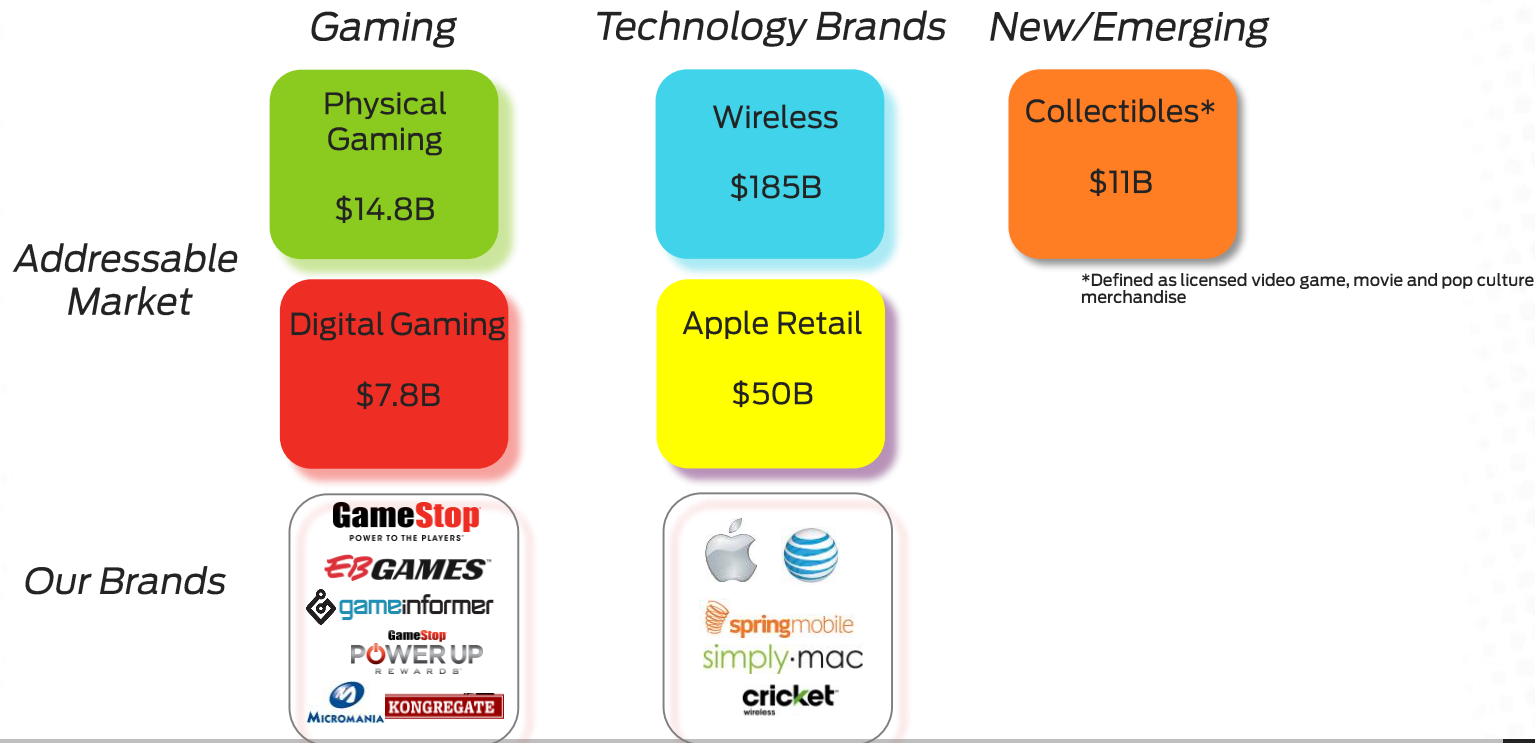 Gaming
Technology Brands
New/Emerging
Physical
Gaming
$14.8B
Wireless
$185B
Collectibles*
$11B
Addressable
Market
*Defined as licensed video game, movie and pop culture
merchandise
Digital Gaming
$7.8B
Apple Retail
$50B
Our Brands
GameStop
POWER TO THE PLAYERS
EBGAMES™
gameinformer
GameStop
POWER UP
REWARDS
MICROMANIA
KONGREGATE
springmobile
simply·mac
cricket
wireless